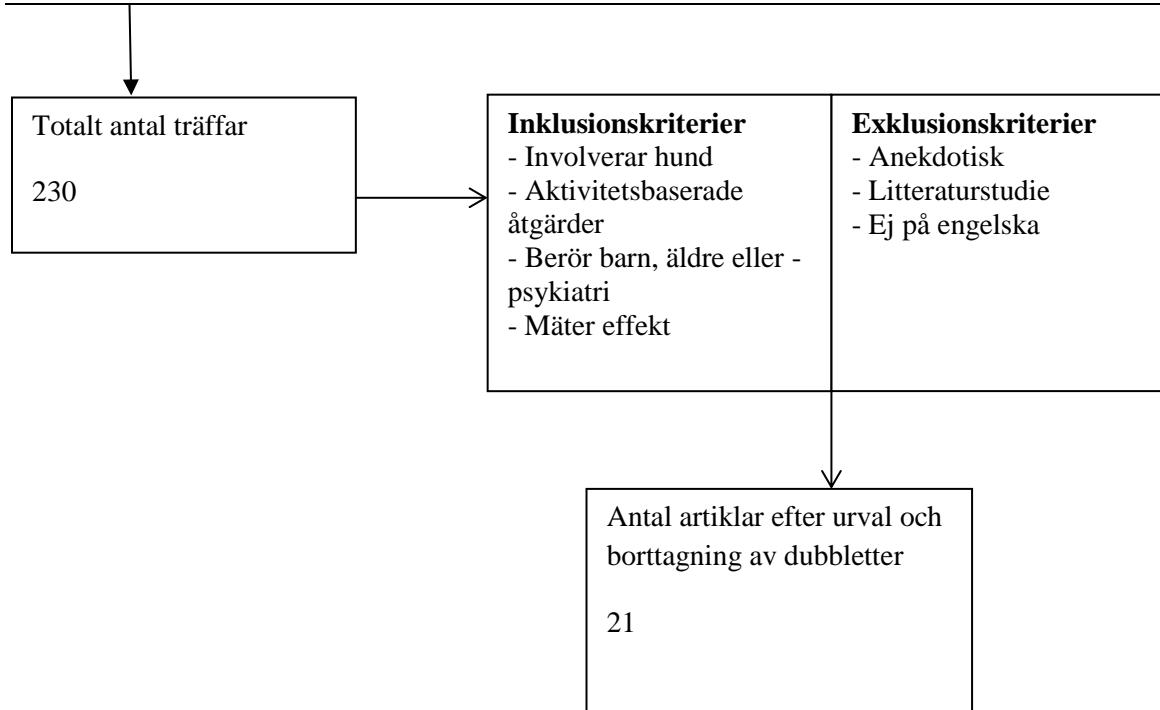 Totalt antal träffar
230
Inklusionskriterier
- Involverar hund
- Aktivitetsbaserade
åtgärder
- Berör barn, äldre eller -
psykiatri
- Mäter effekt
Exklusionskriterier
- Anekdotisk
- Litteraturstudie
- Ej på engelska
Antal artiklar efter urval och
borttagning av dubbletter
21